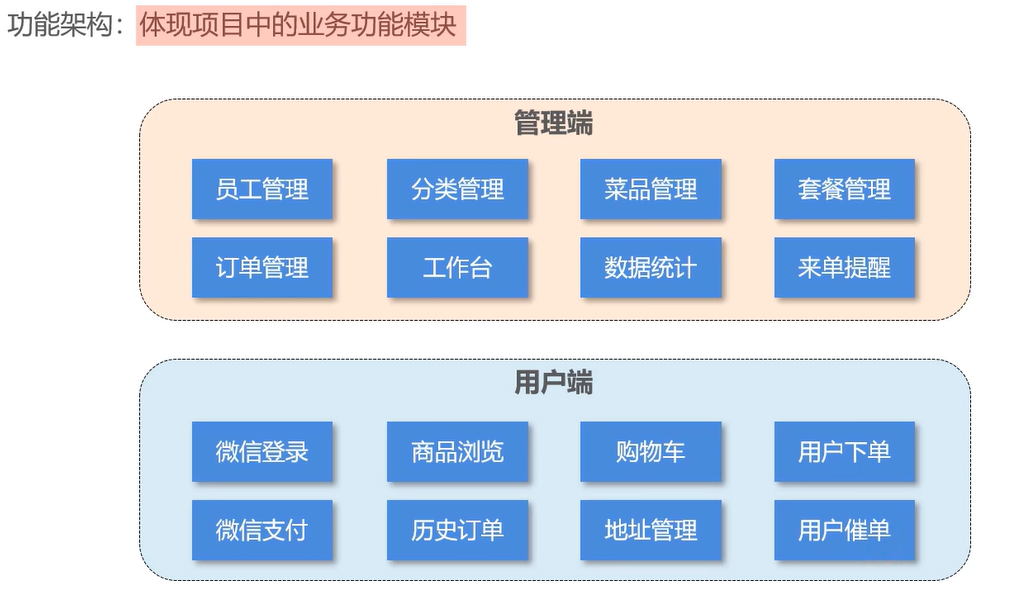 功能架构：体现项目中的业务功能模块
管理端
员工管理 分类管理 菜品管理 套餐管理
订单管理 工作台 数据统计 来单提醒
用户端
微信登录 商品浏览 购物车 用户下单
微信支付 历史订单 地址管理 用户催单